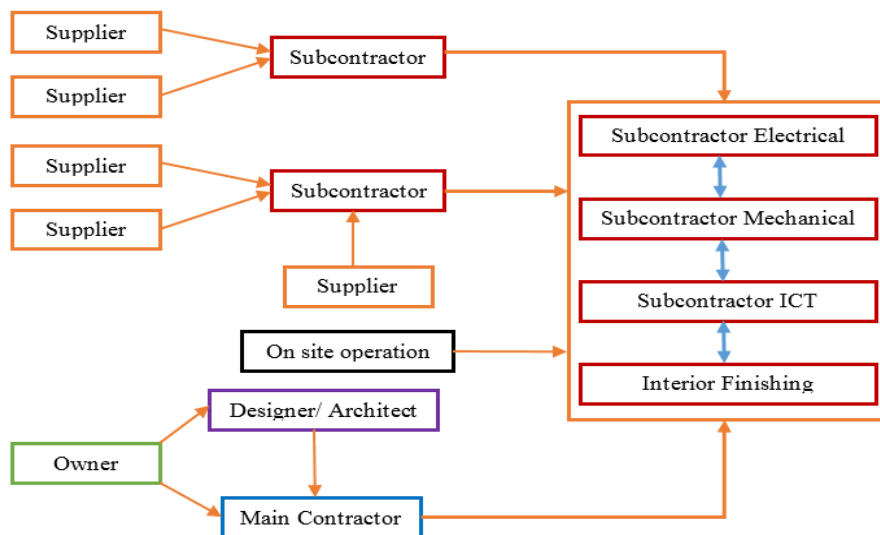 Supplier
Subcontractor
Supplier
Subcontractor Electrical
Supplier
Subcontractor
Supplier
Subcontractor Mechanical
Supplier
Subcontractor ICT
On site operation
Interior Finishing
Designer/ Architect
Owner
Main Contractor